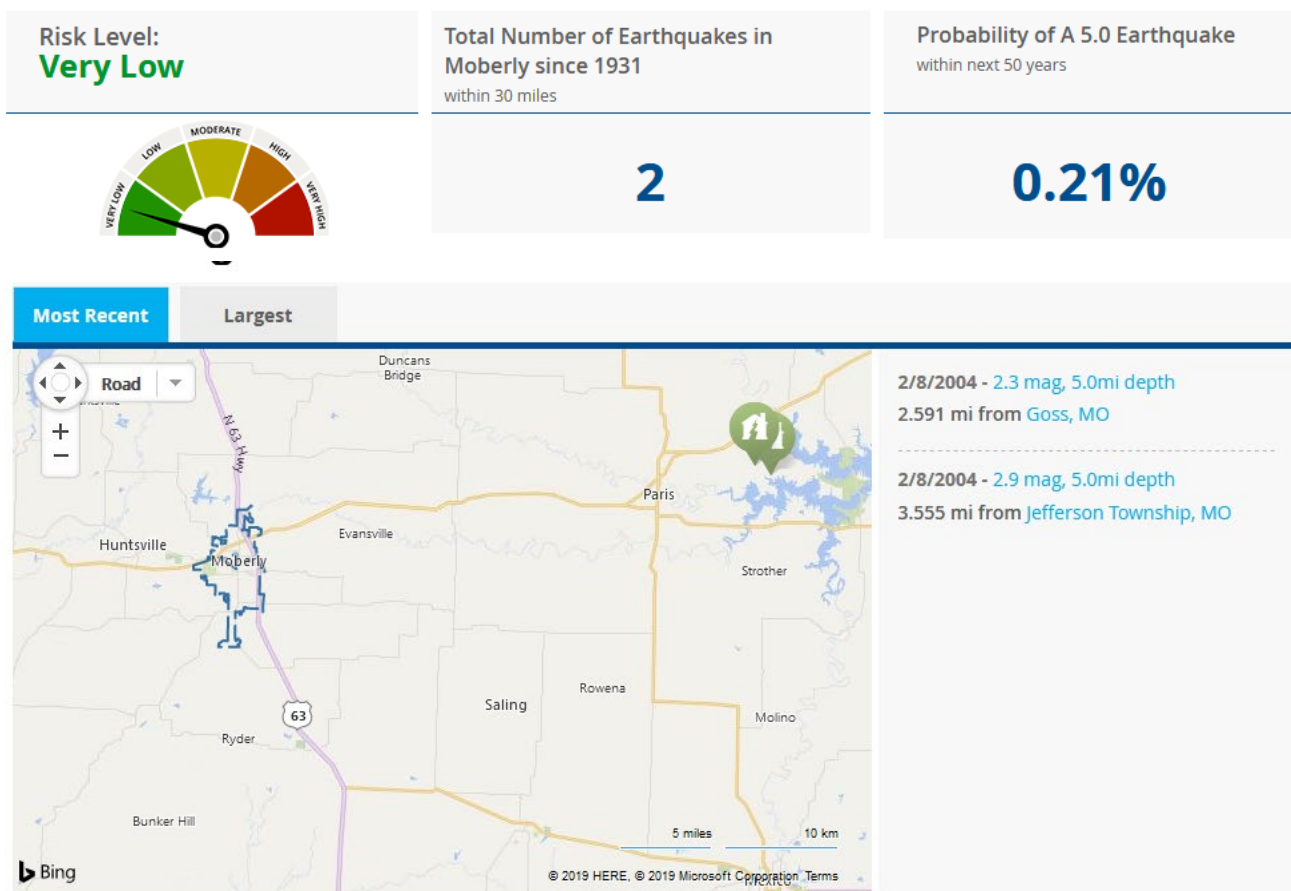 Risk Level:
Very Low
VERY LOW
LOW
MODERATE
HIGH
VERY HIGH
Total Number of Earthquakes in
Moberly since 1931
within 30 miles
2
Probability of A 5.0 Earthquake
within next 50 years
0.21%
Most Recent
Largest
Road
Duncans
Bridge
N 63 Hwy
Paris
Huntsville
Evansville
Moberly
Strother
Rowena
Saling
63
Molino
Ryder
Bunker Hill
5 miles
10 km
Bing
© 2019 HERE, © 2019 Microsoft Corporation Terms
Mexico
2/8/2004 - 2.3 mag, 5.0mi depth
2.591 mi from Goss, MO
2/8/2004 - 2.9 mag, 5.0mi depth
3.555 mi from Jefferson Township, MO